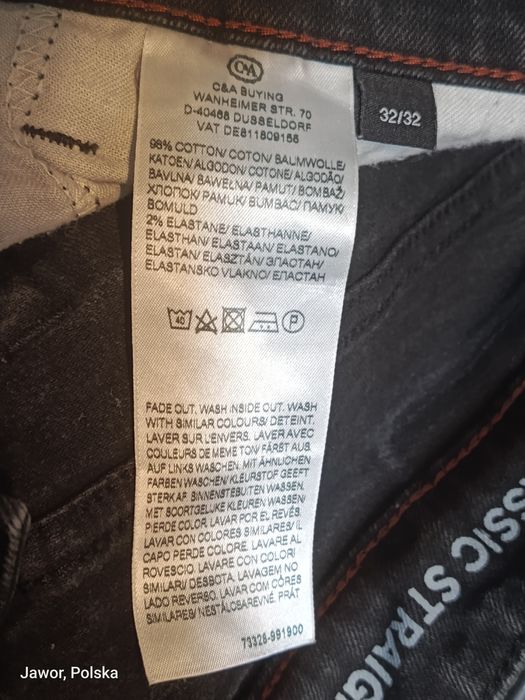 C&A
C&A BUYING
WANHEIMER STR. 70
D-40468 DUSSELDORF
VAT DE811809156
32/32
98% COTTON/ COTON/ BAUMWOLLE/
KATOEN/ ALGODON/ COTONE/ ALGODÃO/
BAVLNA/ BAWEŁNA/ PAMUT/ BOMBAŽ/
ХЛОПОК/ PAMUK/ BUMBAC/ ПАМУК/
BOMULD
2% ELASTANE/ ELASTHANNE/
ELASTHAN/ ELASTAAN/ ELASTANO/
ELASTAN/ ELASZTÁN/ ЭЛАСТАН/
ELASTANSKO VLAKNO/ ЕЛАСТАН
40
P
FADE OUT. WASH INSIDE OUT. WASH
WITH SIMILAR COLOURS/ DETEINT.
LAVER SUR L'ENVERS. LAVER AVEC
COULEURS DE MEME TON/ FÄRBT AUS.
AUF LINKS WASCHEN. MIT ÄHNLICHEN
FARBEN WASCHEN/ KLEURSTOF GEEFT
STERK AF. BINNENSTEBUITEN WASSEN.
MET SOORTGELIJKE KLEUREN WASSEN/
PIERDE COLOR. LAVAR POR EL REVÉS.
LAVAR CON COLORES SIMILARES/ IL
CAPO PERDE COLORE. LAVARE AL
ROVESCIO. LAVARE CON COLORI
SIMILARI/ DESBOTA. LAVAGEM NO
LADO REVERSO. LAVAR COM CORES
SIMILARES/ NESTÁLOBAREVNÉ. PRÁT
73328-991900
SSIC STRAIG
Jawor, Polska